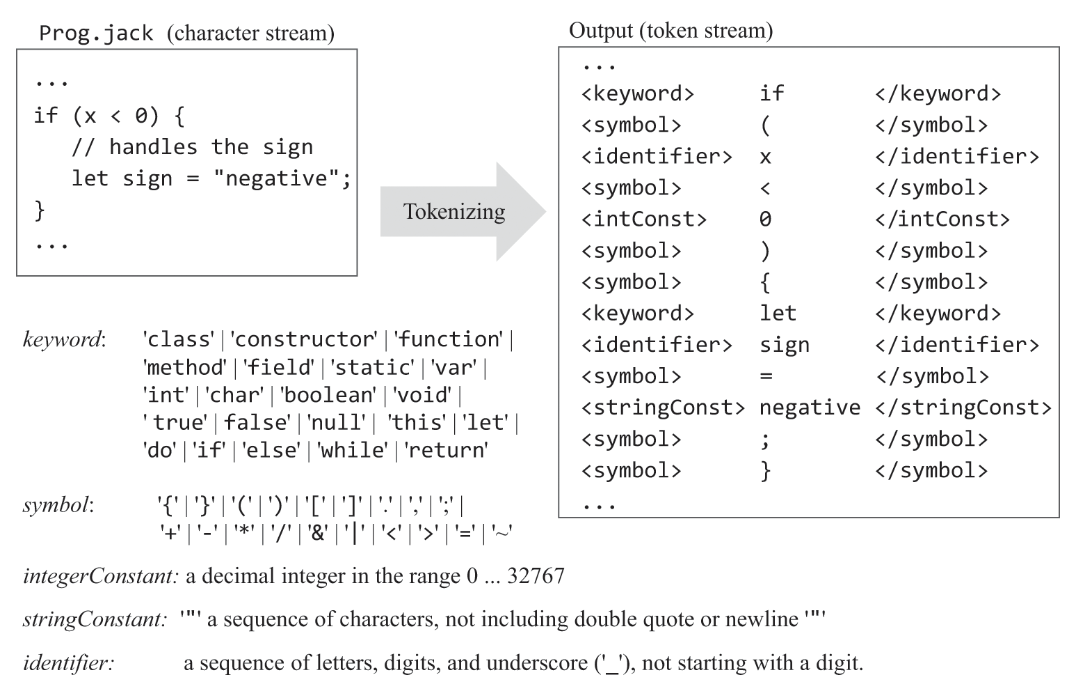 Prog.jack (character stream)
...
if (x < 0) {
// handles the sign
let sign = "negative";
}
...
Tokenizing
Output (token stream)
...
<keyword> if </keyword>
<symbol> ( </symbol>
<identifier> x </identifier>
<symbol> < </symbol>
<intConst> 0 </intConst>
<symbol> ) </symbol>
<symbol> { </symbol>
<keyword> let </keyword>
<identifier> sign </identifier>
<symbol> = </symbol>
<stringConst> negative </stringConst>
<symbol> ; </symbol>
<symbol> } </symbol>
...
keyword: 'class' | 'constructor' | 'function' |
'method' | 'field' | 'static' | 'var' |
'int' | 'char' | 'boolean' | 'void' |
'true' | false' | 'null' | 'this' | 'let' |
'do' | 'if' | 'else' | 'while' | 'return'
symbol: '{' | '}' | '(' | ')' | '[' | ']' | '.' | ',' | ';' |
'+' | '-' | '*' | '/' | '&' | '|' | '<' | '>' | '=' | '~'
integerConstant: a decimal integer in the range 0 ... 32767
stringConstant: '"' a sequence of characters, not including double quote or newline '"'
identifier: a sequence of letters, digits, and underscore ('_'), not starting with a digit.